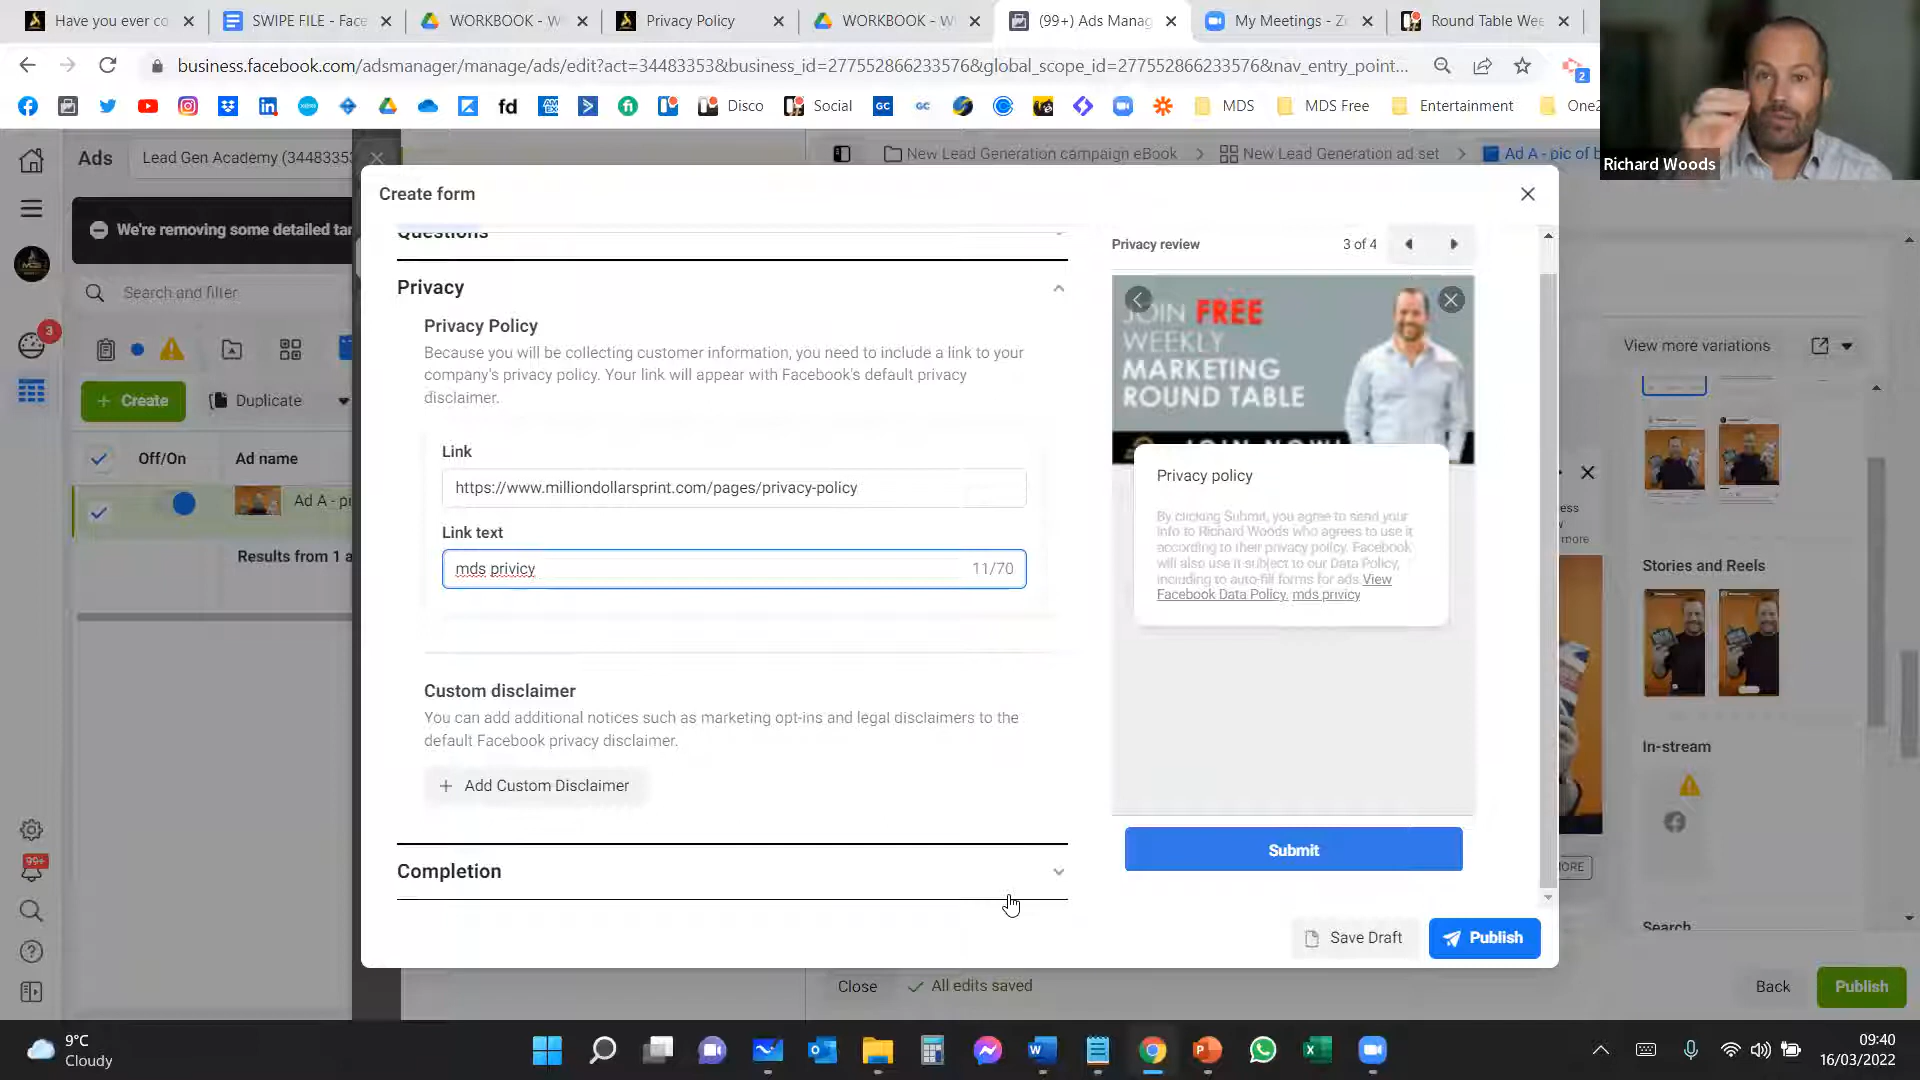 Have you ever co
SWIPE FILE - Face
WORKBOOK - W
Privacy Policy
WORKBOOK - W
(99+) Ads Manag
My Meetings - Z
Round Table Wee
business.facebook.com/adsmanager/manage/ads/edit?act=34483353&business_id=277552866233576&global_scope_id=277552866233576&nav_entry_point...
2
fd
Disco
Social
GC
GC
MDS
MDS Free
Entertainment
One2
Richard Woods
Ads
Lead Gen Academy (34483353
New Lead Generation campaign eBook
New Lead Generation ad set
Ad A - pic of b
We're removing some detailed tar
Search and filter
3
Create
Duplicate
Off/On
Ad name
Ad A - pi
Results from 1 a
99+
Create form
Questions
Privacy
Privacy Policy
Because you will be collecting customer information, you need to include a link to your
company's privacy policy. Your link will appear with Facebook's default privacy
disclaimer.
Link
https://www.milliondollarsprint.com/pages/privacy-policy
Link text
mds privicy
11/70
Custom disclaimer
You can add additional notices such as marketing opt-ins and legal disclaimers to the
default Facebook privacy disclaimer.
Add Custom Disclaimer
Completion
Privacy review
3 of 4
JOIN FREE
WEEKLY
MARKETING
ROUND TABLE
JOIN NOW!
Privacy policy
By clicking Submit, you agree to send your
info to Richard Woods who agrees to use it
according to their privacy policy. Facebook
will also use it subject to our Data Policy,
including to auto-fill forms for ads. View
Facebook Data Policy. mds privicy
Submit
Save Draft
Publish
View more variations
ess
w
more
Stories and Reels
In-stream
ORE
Search
Close
All edits saved
Back
Publish
9°C
Cloudy
09:40
16/03/2022